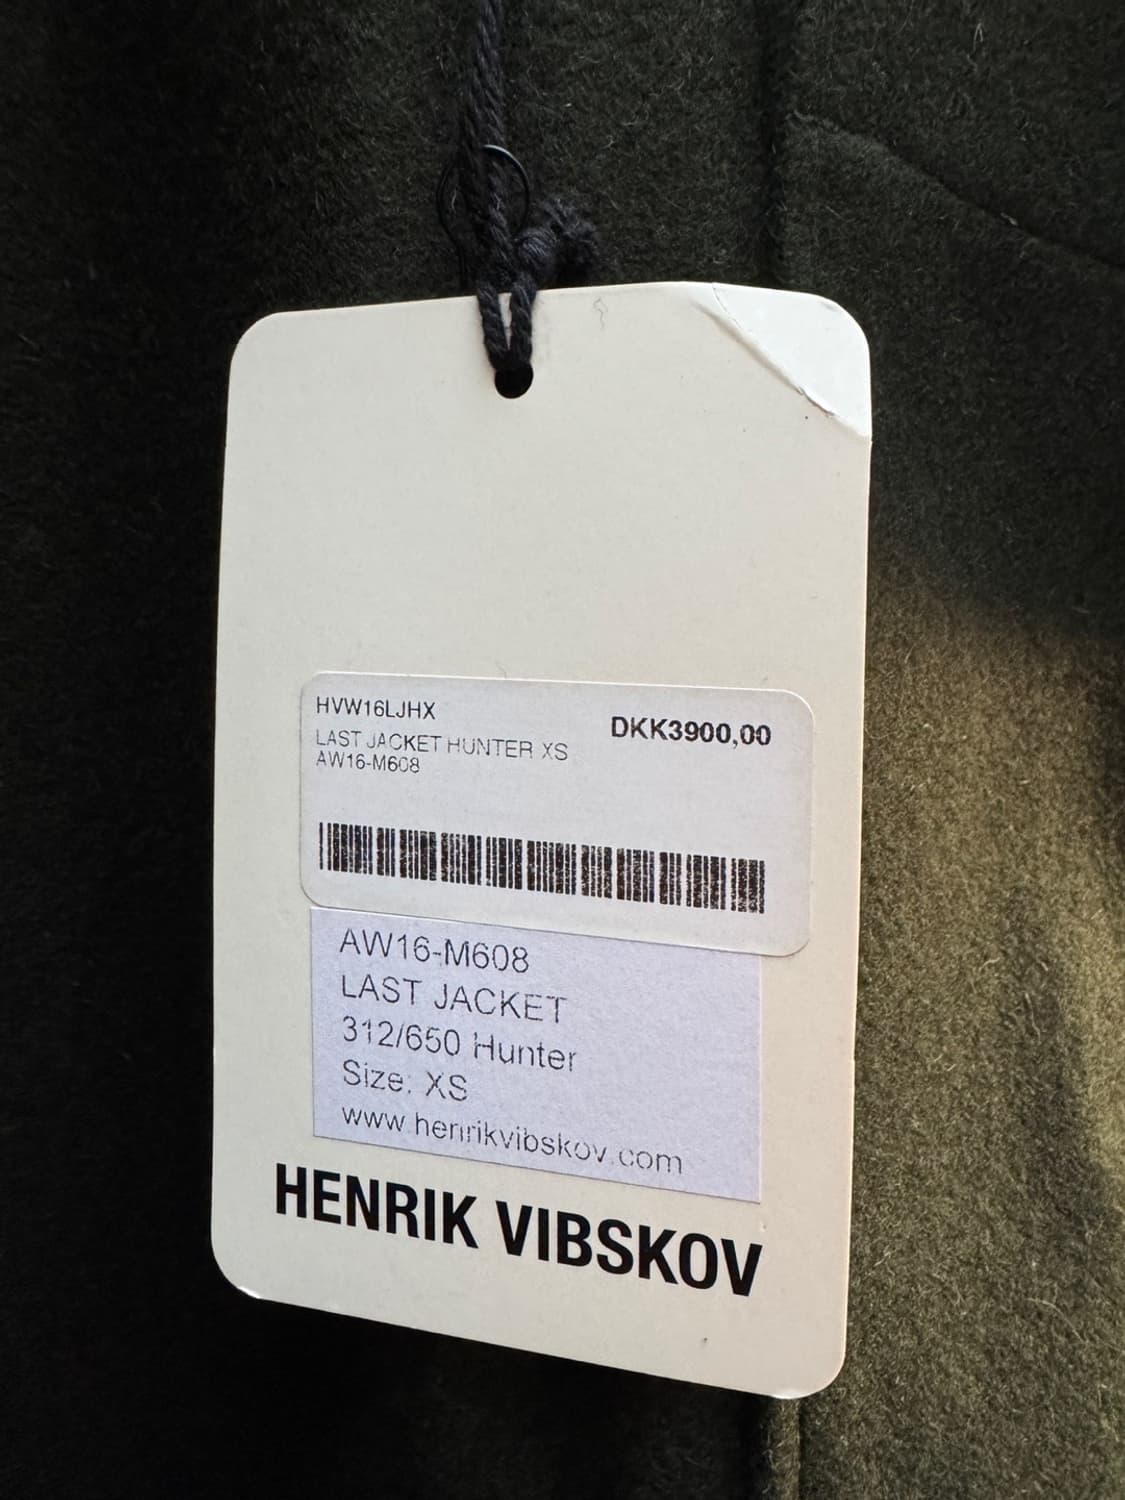 HVW16LJHX
DKK3900,00
LAST JACKET HUNTER XS
AW16-M608
AW16-M608
LAST JACKET
312/650 Hunter
Size: XS
www.henrikvibskov.com
HENRIK VIBSKOV